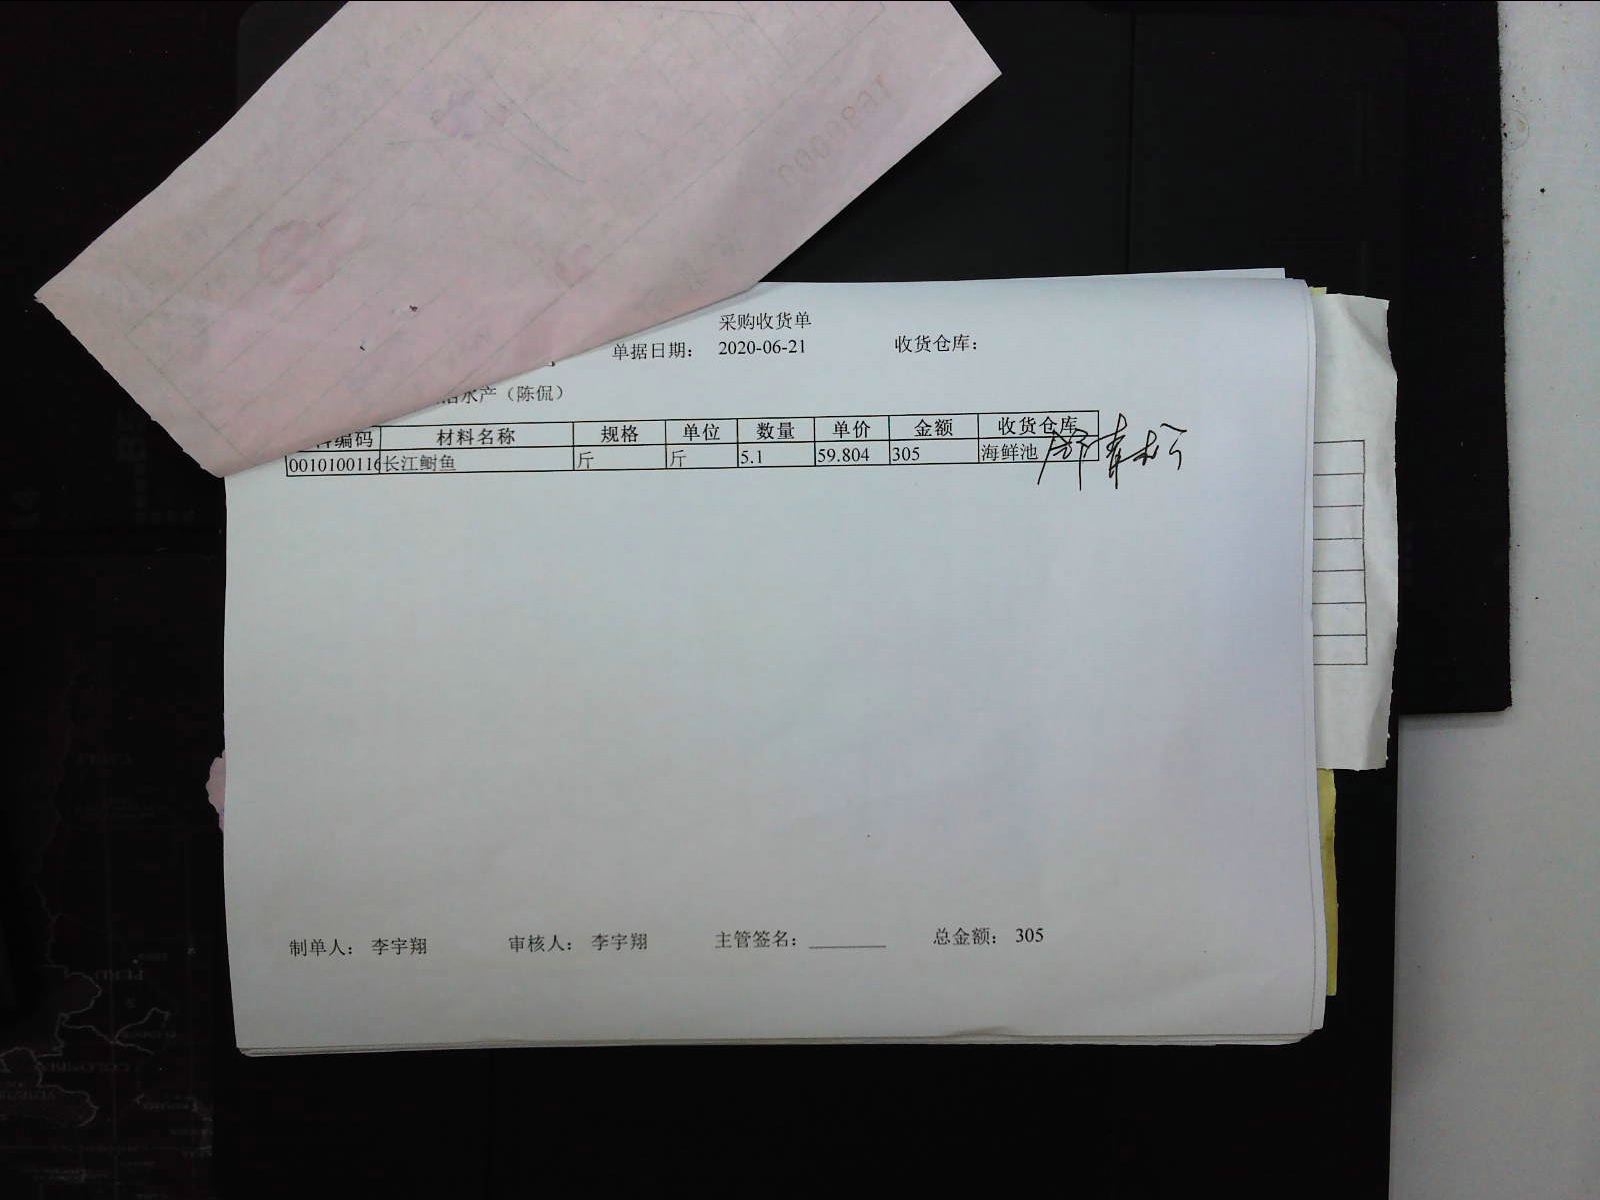 采购收货单
单据日期： 2020-06-21 收货仓库：
水产（陈侃）
编码 材料名称 规格 单位 数量 单价 金额 收货仓库
0010100116 长江鲥鱼 斤 斤 5.1 59.804 305 海鲜池
制单人： 李宇翔 审核人： 李宇翔 主管签名：________ 总金额： 305